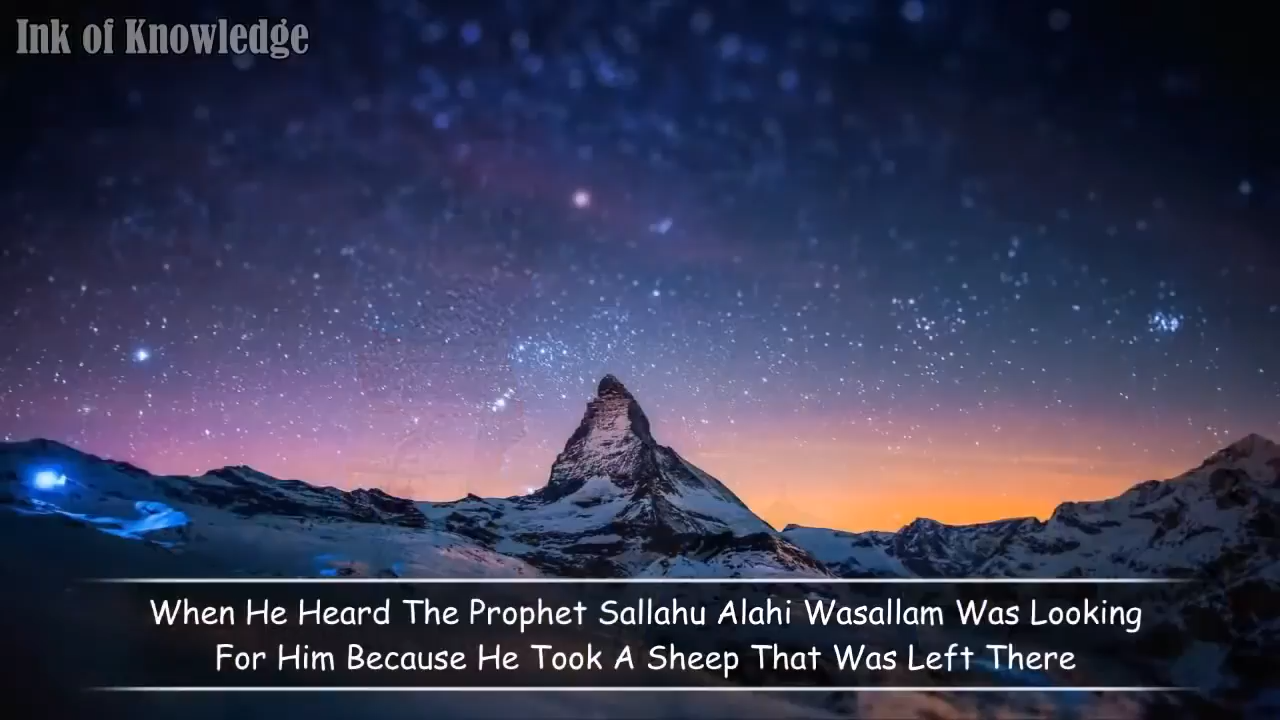 Ink of Knowledge
When He Heard The Prophet Sallahu Alahi Wasallam Was Looking
For Him Because He Took A Sheep That Was Left There